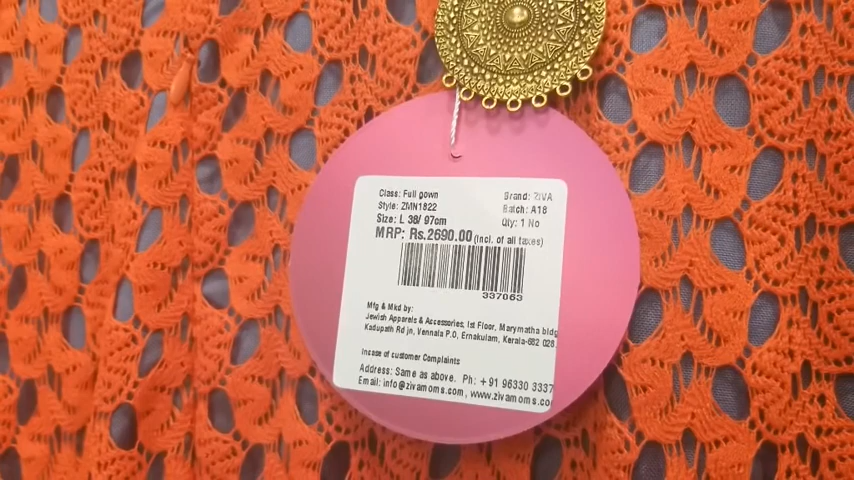 Class: Full gown Brand: ZIVA
Style: ZMN1822 Batch: A18
Size: L 38/ 97cm Qty: 1 No
MRP: Rs.2690.00 (Incl. of all taxes)
337063
Mfg & Mkd by:
Jewish Apparels & Accessories, Ist Floor, Marymatha bldg
Kadupath Rd jn, Vennala P.O, Ernakulam, Kerala-682 028
Incase of customer Complaints
Address: Same as above. Ph: +91 96330 3337
Email: info@zivamoms.com, www.zivamoms.co